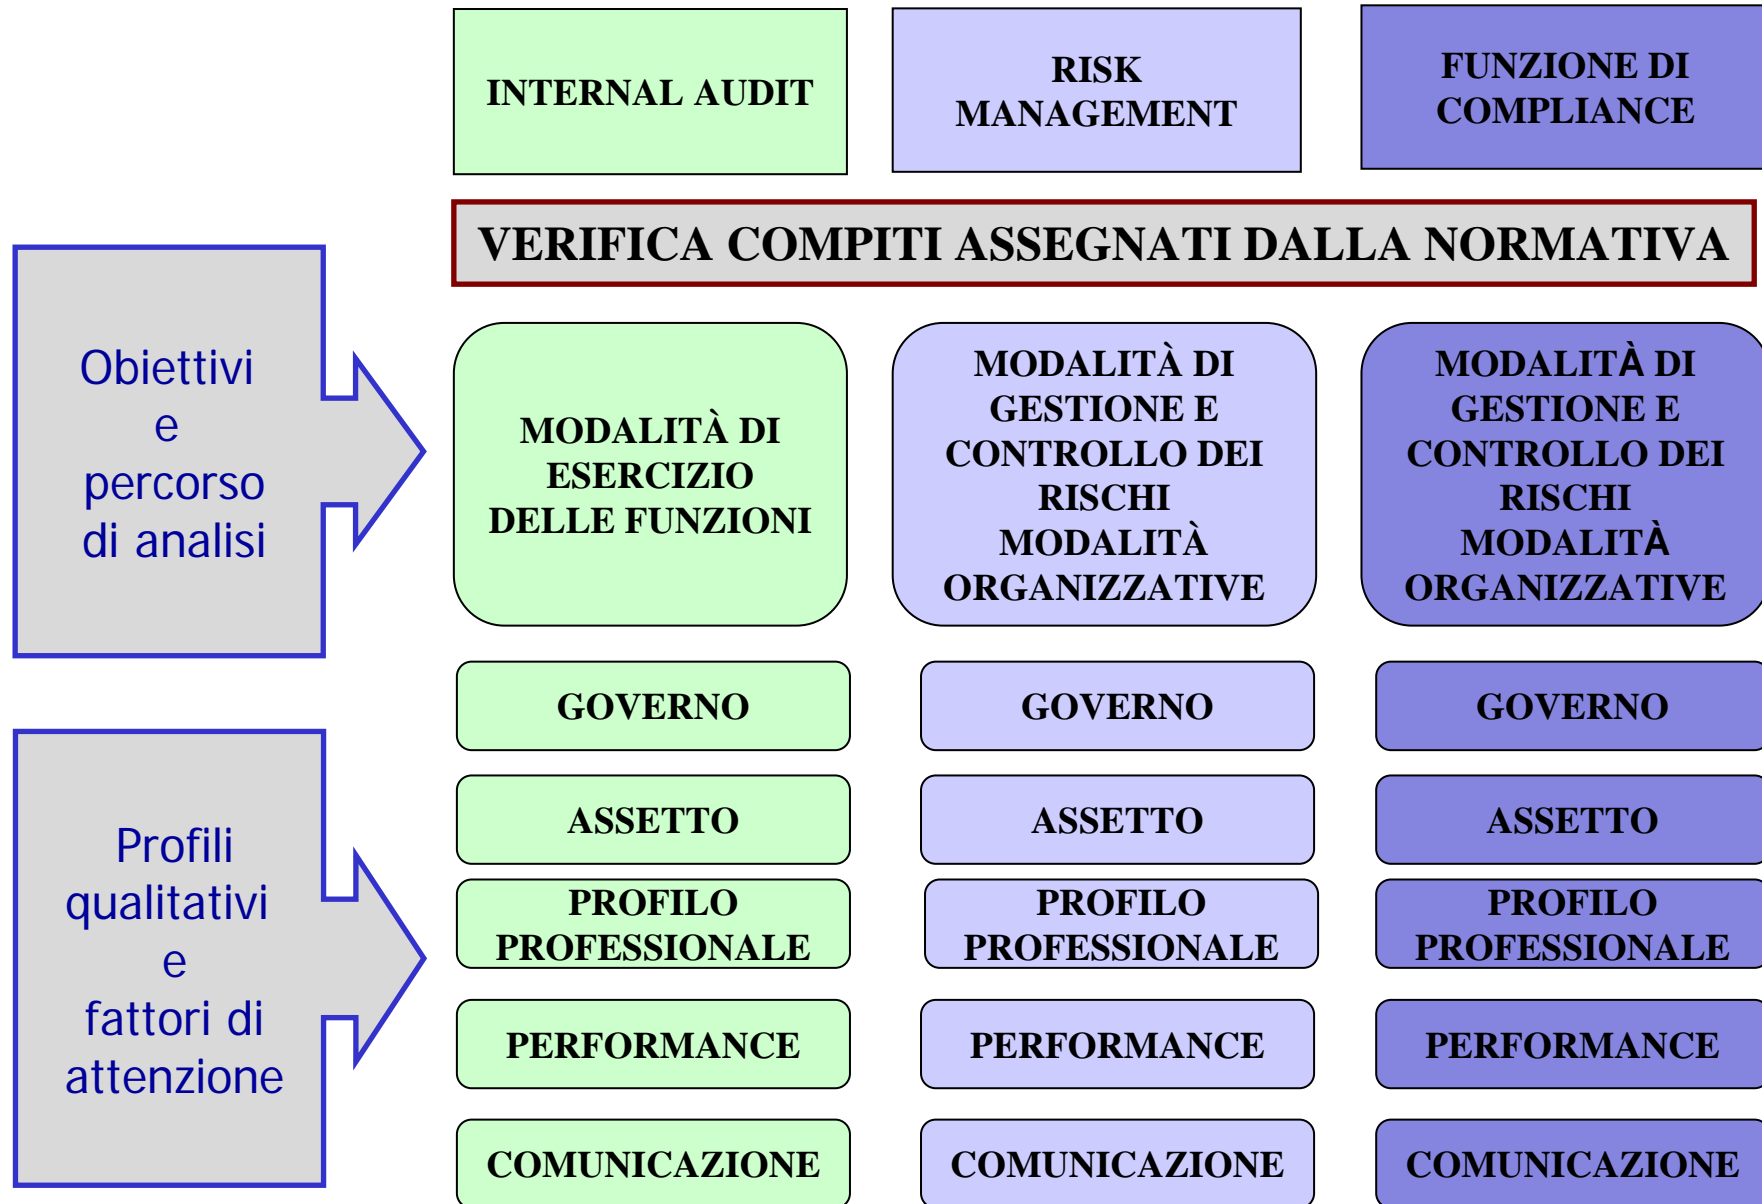 INTERNAL AUDIT
RISK
MANAGEMENT
FUNZIONE DI
COMPLIANCE
VERIFICA COMPITI ASSEGNATI DALLA NORMATIVA
Obiettivi
e
percorso
di analisi
MODALITÀ DI
ESERCIZIO
DELLE FUNZIONI
MODALITÀ DI
GESTIONE E
CONTROLLO DEI
RISCHI
MODALITÀ
ORGANIZZATIVE
MODALITÀ DI
GESTIONE E
CONTROLLO DEI
RISCHI
MODALITÀ
ORGANIZZATIVE
Profili
qualitativi
e
fattori di
attenzione
GOVERNO
GOVERNO
GOVERNO
ASSETTO
ASSETTO
ASSETTO
PROFILO
PROFESSIONALE
PROFILO
PROFESSIONALE
PROFILO
PROFESSIONALE
PERFORMANCE
PERFORMANCE
PERFORMANCE
COMUNICAZIONE
COMUNICAZIONE
COMUNICAZIONE